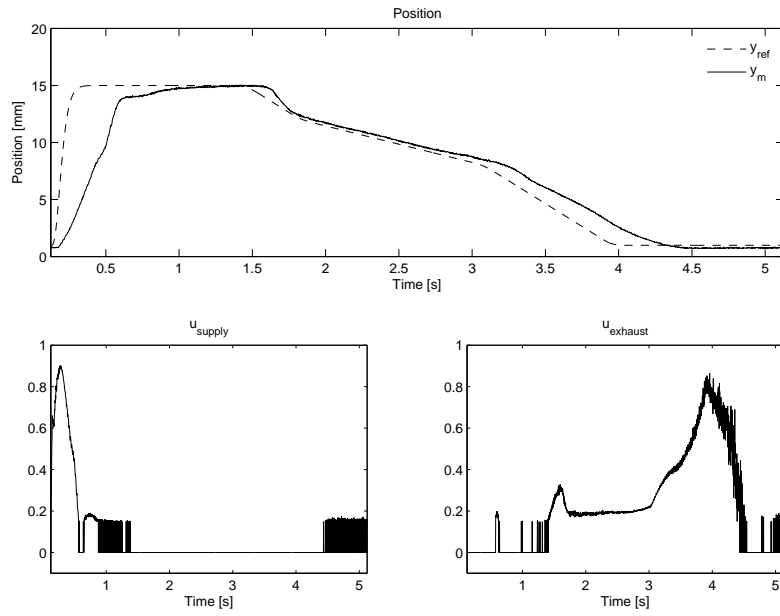 Position
Position [mm]
20
15
10
5
0
y_ref
y_m
0.5 1 1.5 2 2.5 3 3.5 4 4.5 5
Time [s]
u_supply
1
0.8
0.6
0.4
0.2
0
1 2 3 4 5
Time [s]
u_exhaust
1
0.8
0.6
0.4
0.2
0
1 2 3 4 5
Time [s]